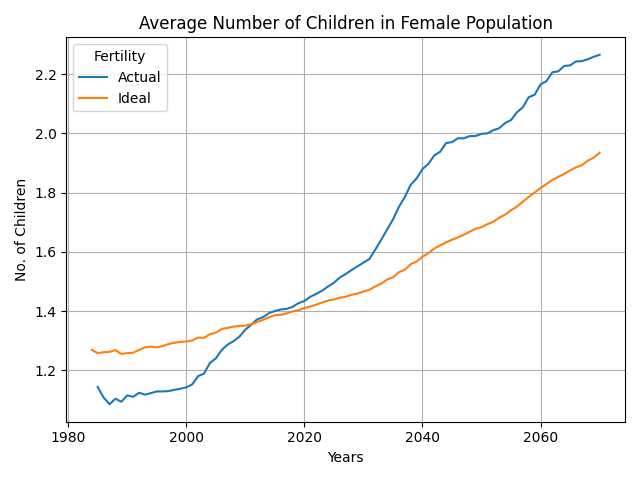 Average Number of Children in Female Population
Fertility
Actual
Ideal
No. of Children
2.2
2.0
1.8
1.6
1.4
1.2
1980 2000 2020 2040 2060
Years